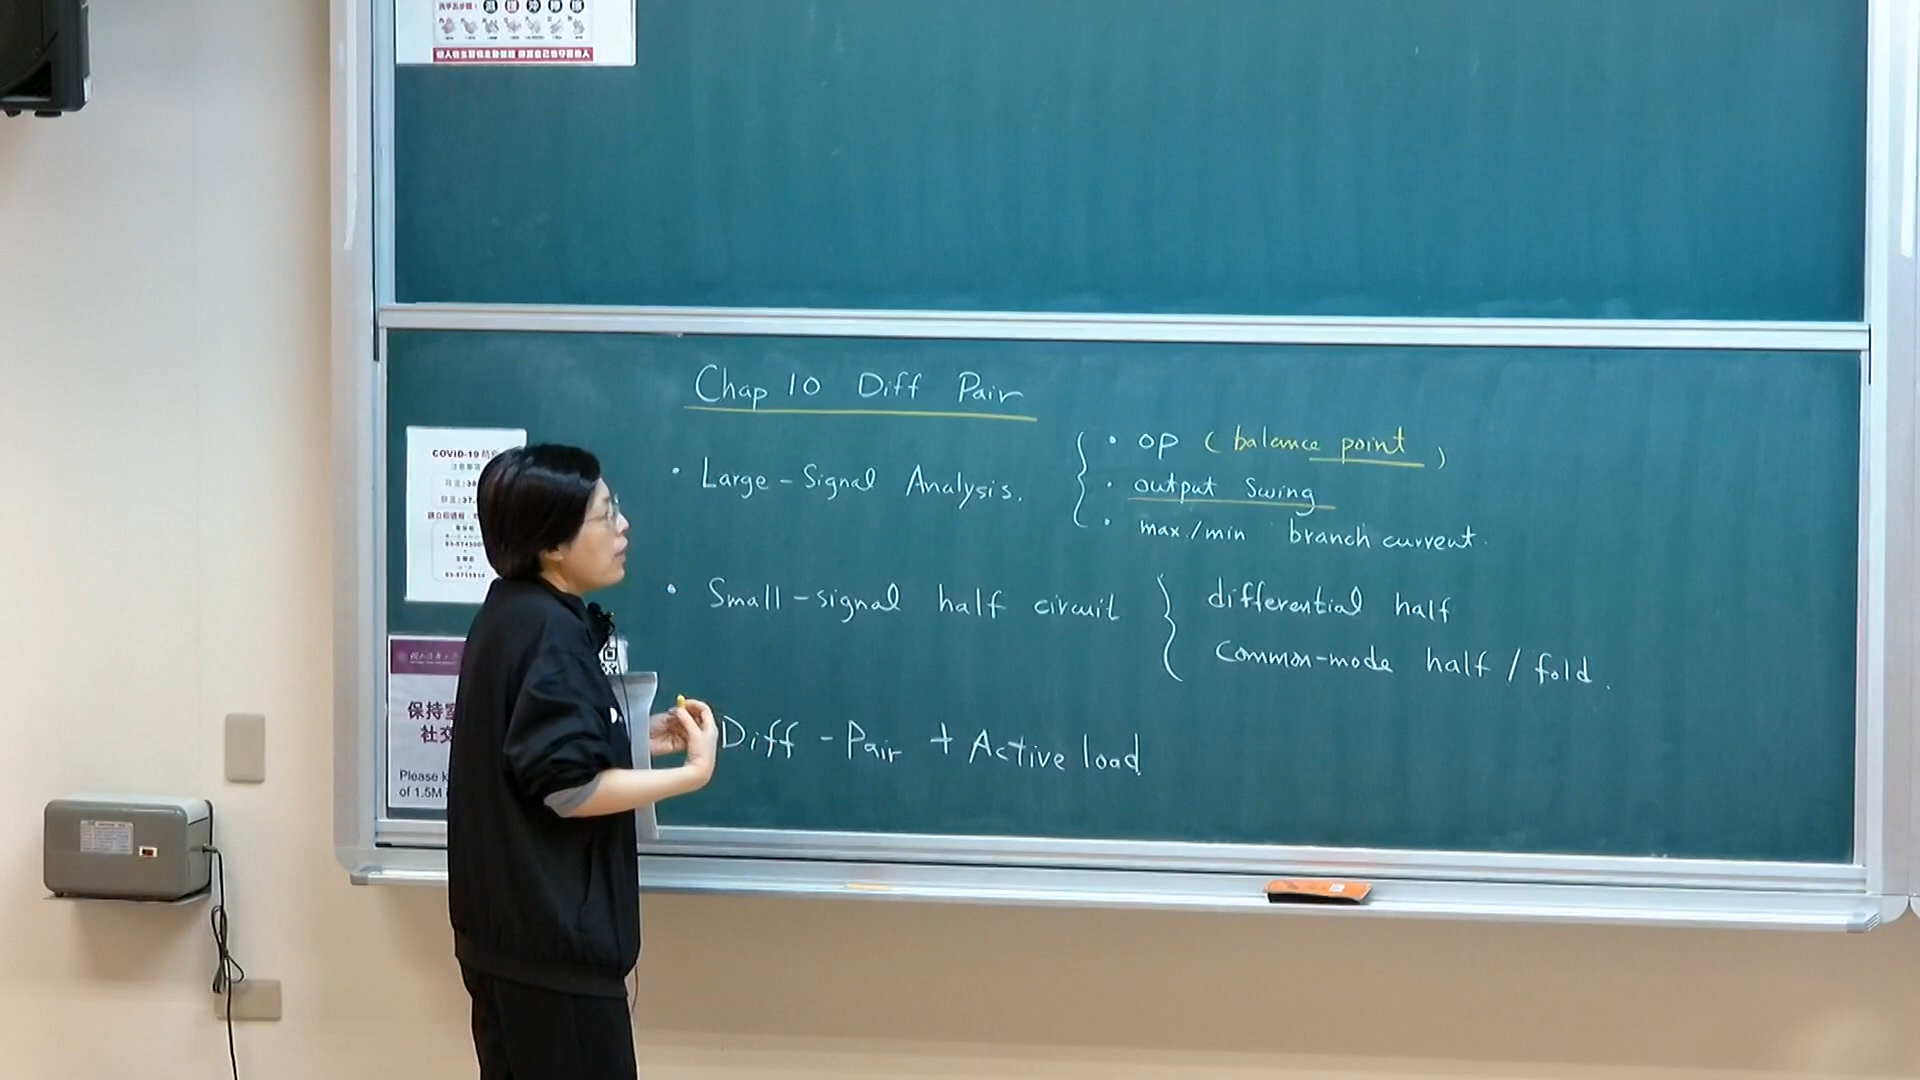 Chap 10 Diff Pair
• Large-Signal Analysis.
• op (balance point)
• output swing
• max./min branch current.
• Small-signal half circuit
differential half
common-mode half / fold.
Diff-Pair + Active load
COVID-19
保持室
社交
Please k
of 1.5M